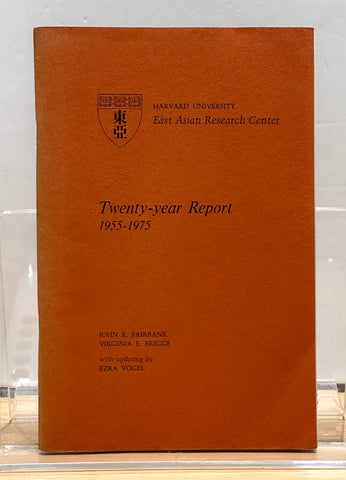 HARVARD UNIVERSITY
East Asian Research Center
東
亞
Twenty-year Report
1955-1975
JOHN K. FAIRBANK
VIRGINIA E. BRIGGS
with updating by
EZRA VOGEL